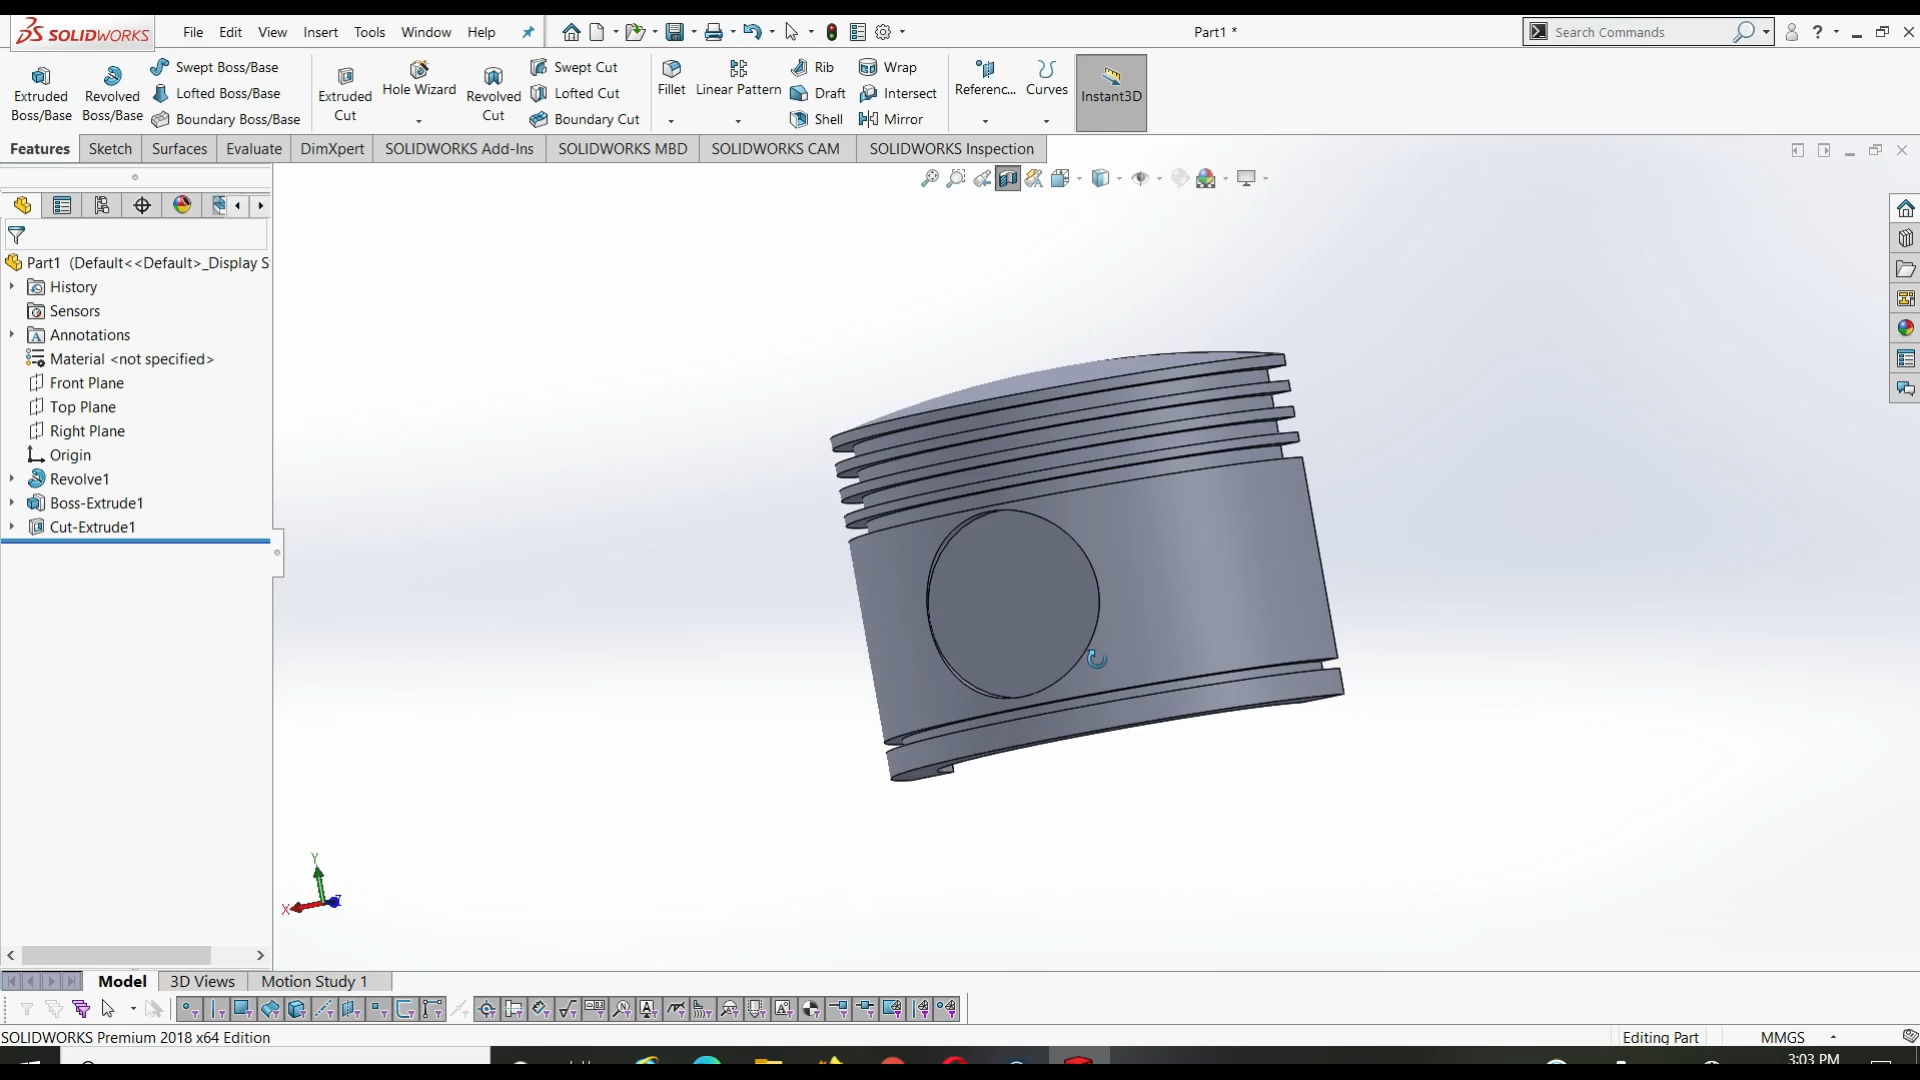 SOLIDWORKS File Edit View Insert Tools Window Help Part1 * Search Commands ?
Extruded Boss/Base
Revolved Boss/Base
Swept Boss/Base
Lofted Boss/Base
Boundary Boss/Base
Extruded Cut
Hole Wizard
Revolved Cut
Swept Cut
Lofted Cut
Boundary Cut
Fillet
Linear Pattern
Rib
Draft
Shell
Wrap
Intersect
Mirror
Referenc...
Curves
Instant3D
Features Sketch Surfaces Evaluate DimXpert SOLIDWORKS Add-Ins SOLIDWORKS MBD SOLIDWORKS CAM SOLIDWORKS Inspection
Part1 (Default<<Default>_Display S
History
Sensors
Annotations
Material <not specified>
Front Plane
Top Plane
Right Plane
Origin
Revolve1
Boss-Extrude1
Cut-Extrude1
Y
X
Z
Model 3D Views Motion Study 1
SOLIDWORKS Premium 2018 x64 Edition Editing Part MMGS
3:03 PM